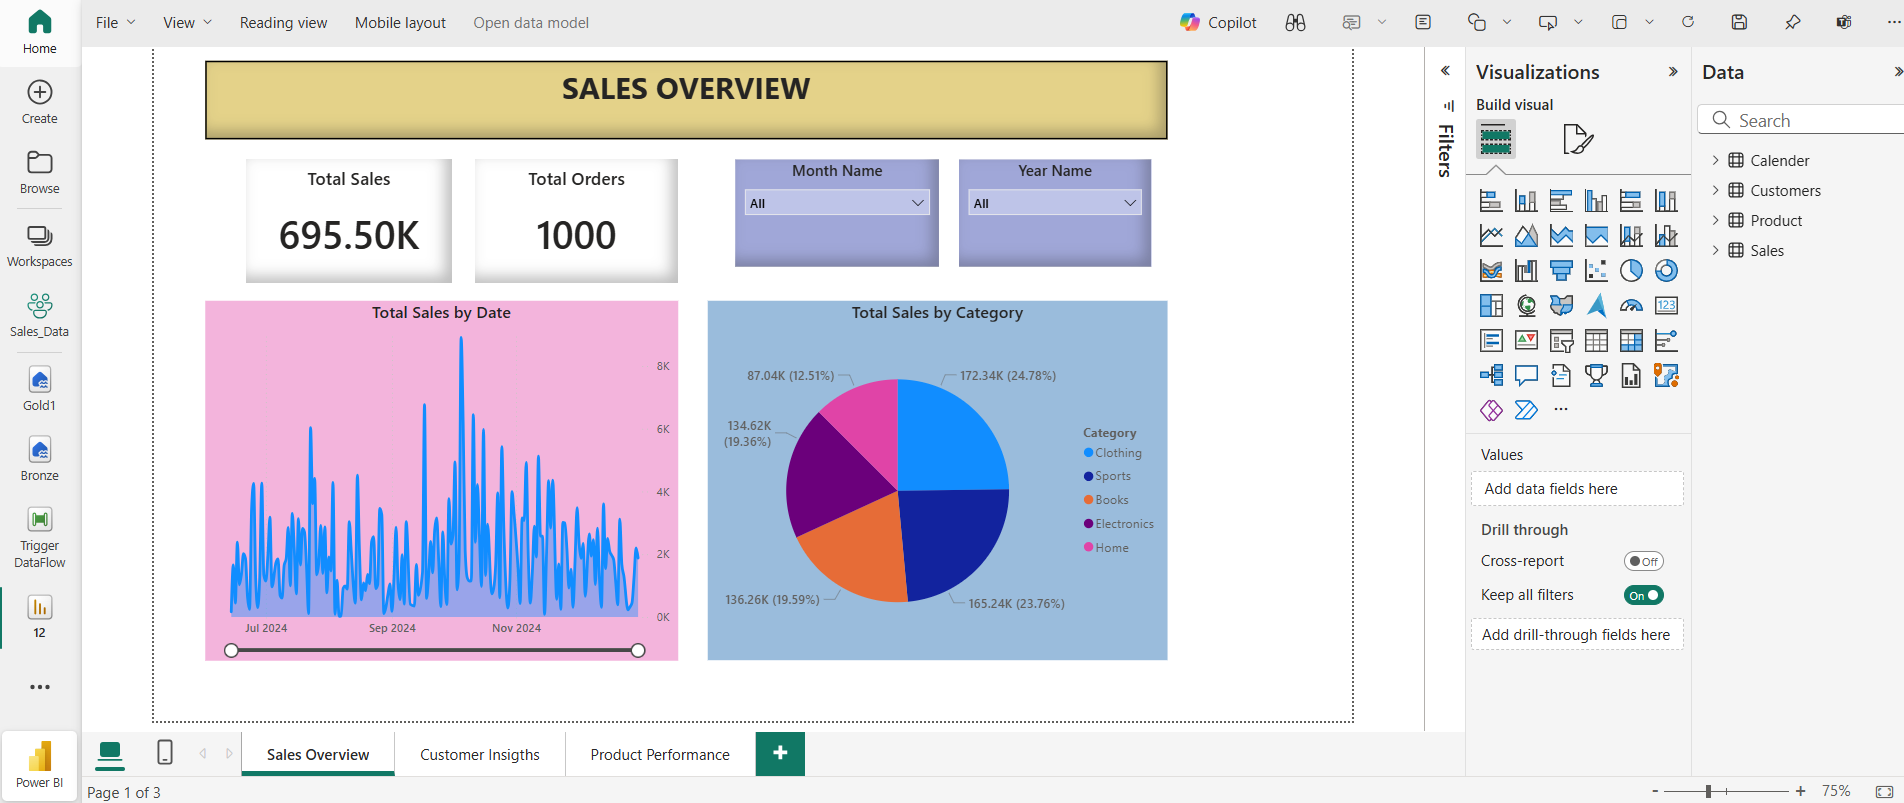 Home
Create
Browse
Workspaces
Sales_Data
Gold1
Bronze
Trigger
DataFlow
12
Power BI
File
View
Reading view
Mobile layout
Open data model
Copilot
SALES OVERVIEW
Total Sales
695.50K
Total Orders
1000
Month Name
All
Year Name
All
Total Sales by Date
8K
6K
4K
2K
0K
Jul 2024
Sep 2024
Nov 2024
Total Sales by Category
87.04K (12.51%)
172.34K (24.78%)
134.62K
(19.36%)
136.26K (19.59%)
165.24K (23.76%)
Category
Clothing
Sports
Books
Electronics
Home
Filters
Visualizations
Build visual
123
Values
Add data fields here
Drill through
Cross-report
Off
Keep all filters
On
Add drill-through fields here
Data
Search
Calender
Customers
Product
Sales
Sales Overview
Customer Insigths
Product Performance
+
Page 1 of 3
- + 75%